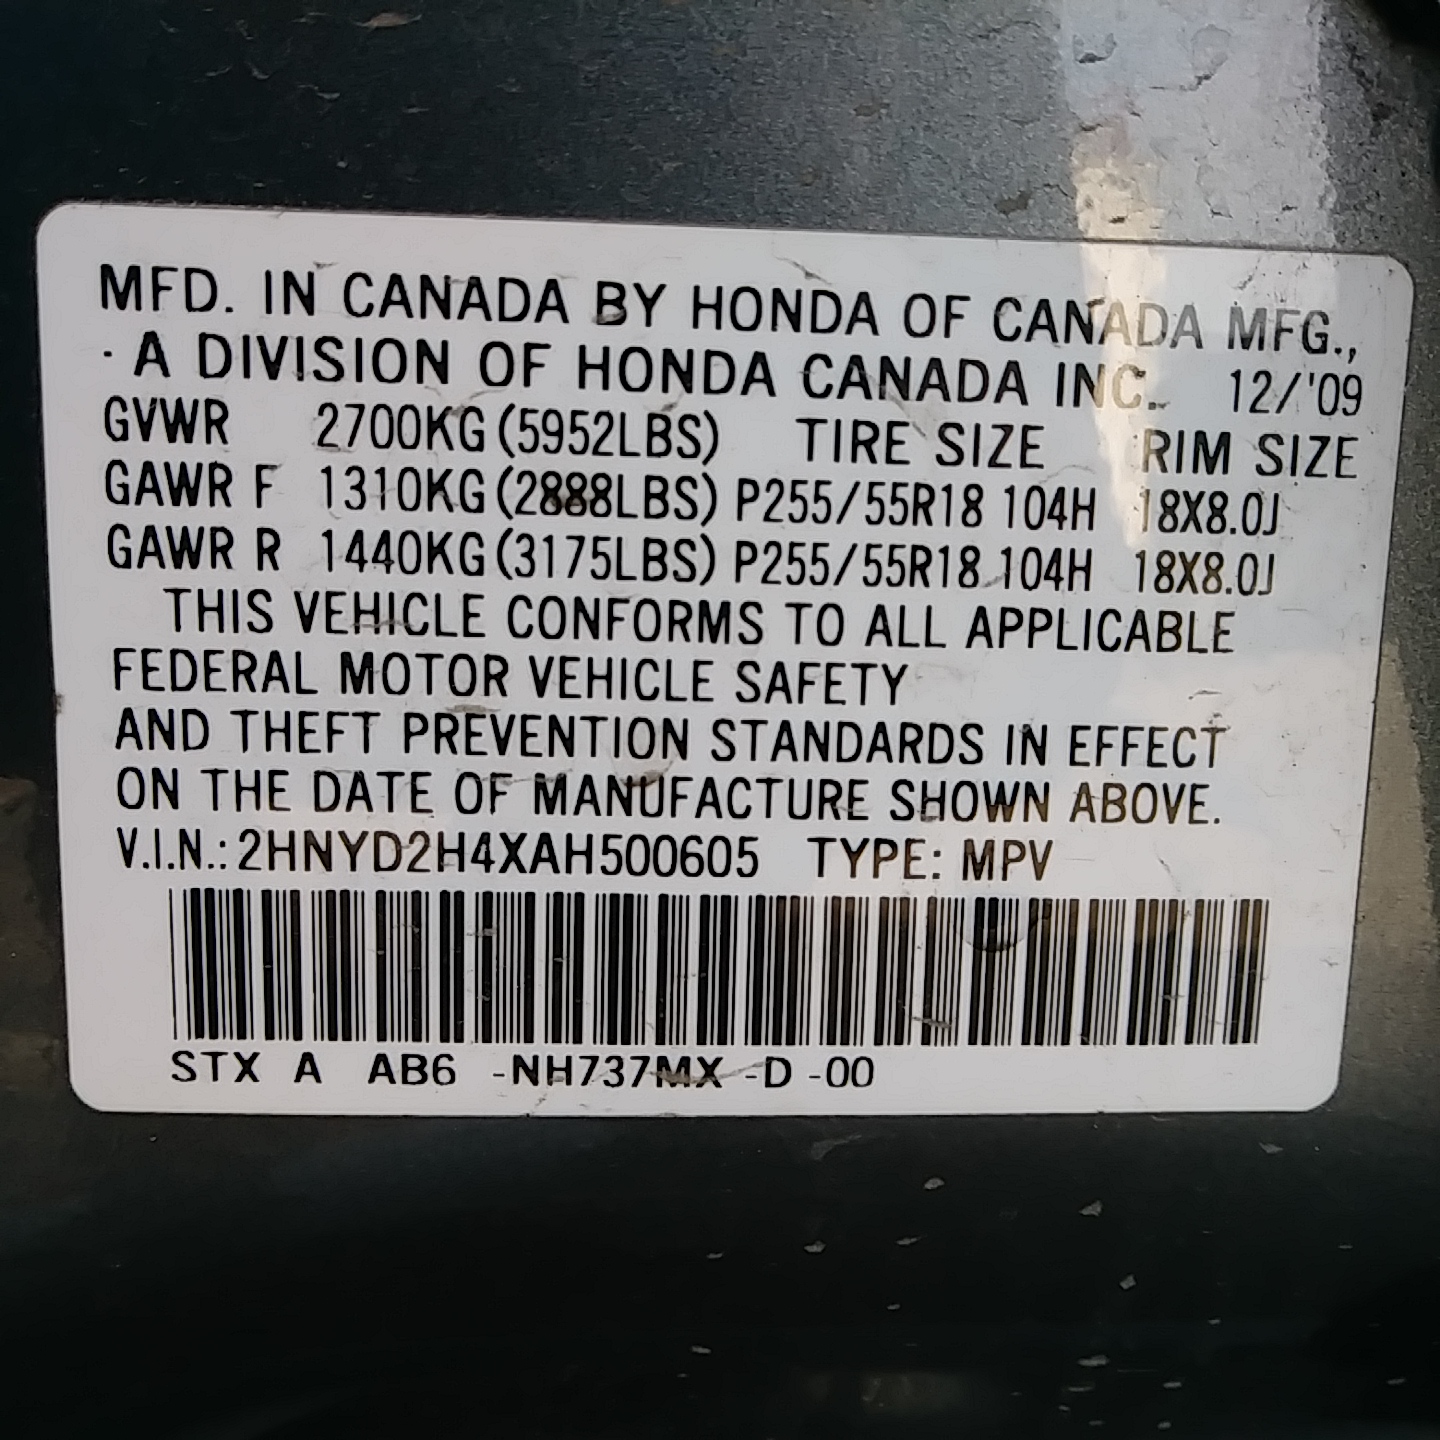 MFD. IN CANADA BY HONDA OF CANADA MFG.,
· A DIVISION OF HONDA CANADA INC. 12/'09
GVWR 2700KG (5952LBS) TIRE SIZE RIM SIZE
GAWR F 1310KG (2888LBS) P255/55R18 104H 18X8.0J
GAWR R 1440KG (3175LBS) P255/55R18 104H 18X8.0J
THIS VEHICLE CONFORMS TO ALL APPLICABLE
FEDERAL MOTOR VEHICLE SAFETY
AND THEFT PREVENTION STANDARDS IN EFFECT
ON THE DATE OF MANUFACTURE SHOWN ABOVE.
V.I.N.: 2HNYD2H4XAH500605 TYPE: MPV
STX A AB6 -NH737MX -D -00